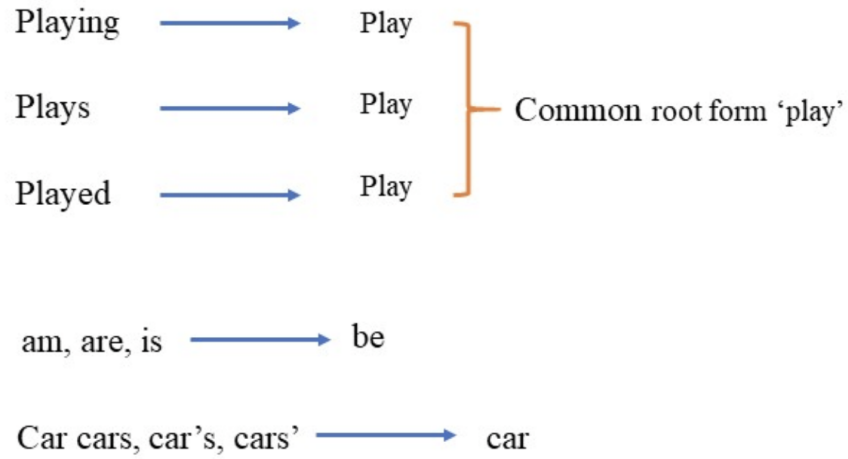 Playing Play
Plays Play Common root form ‘play’
Played Play
am, are, is be
Car cars, car’s, cars’ car